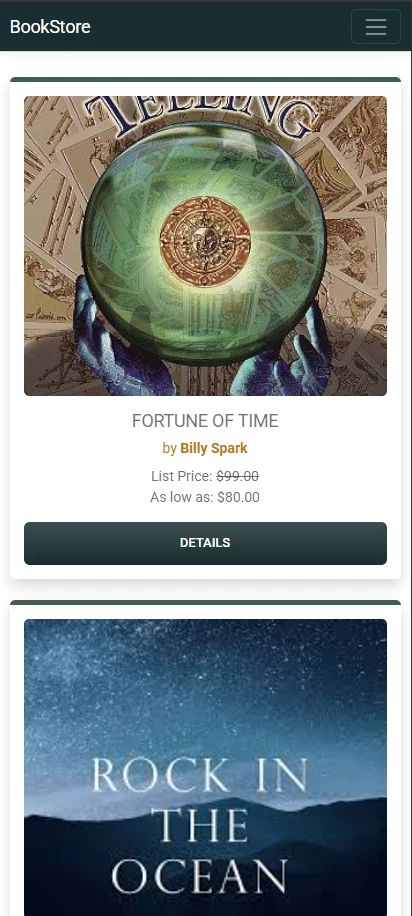 BookStore
TELLING
FORTUNE OF TIME
by Billy Spark
List Price: $99.00
As low as: $80.00
DETAILS
ROCK IN
THE
OCEAN